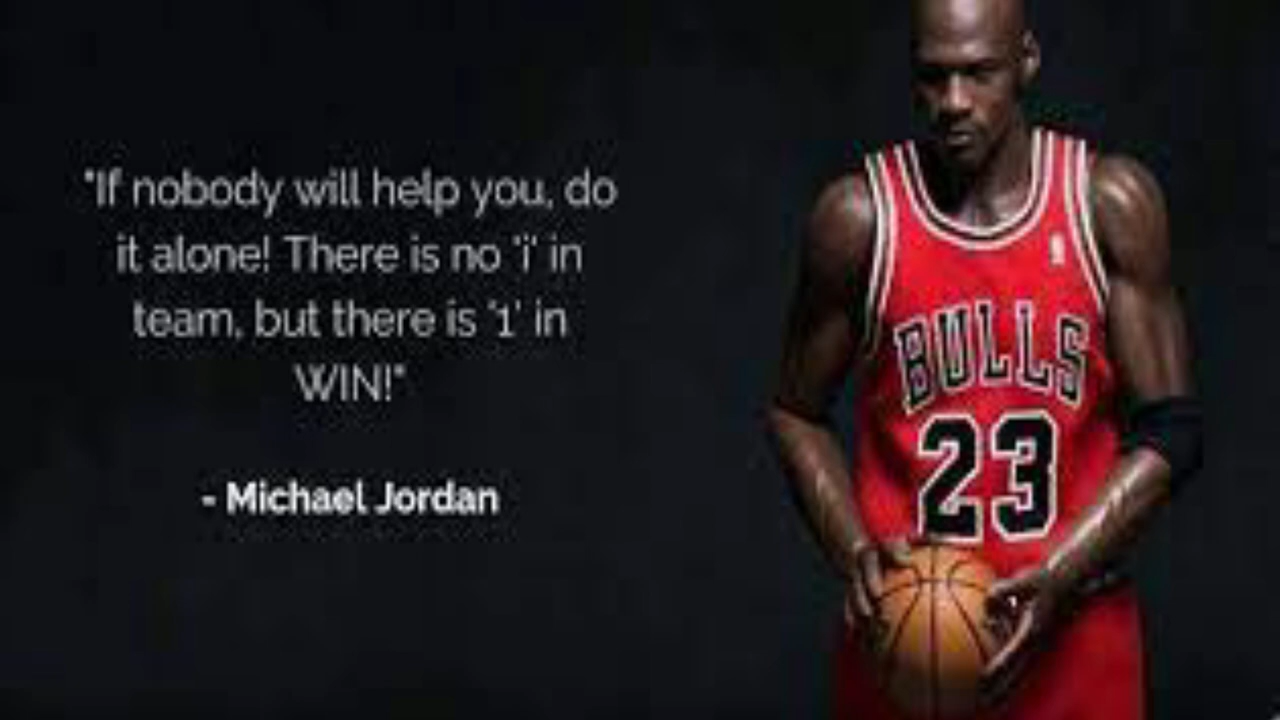 "If nobody will help you, do
it alone! There is no 'i' in
team, but there is '1' in
WIN!"
- Michael Jordan
BULLS
23